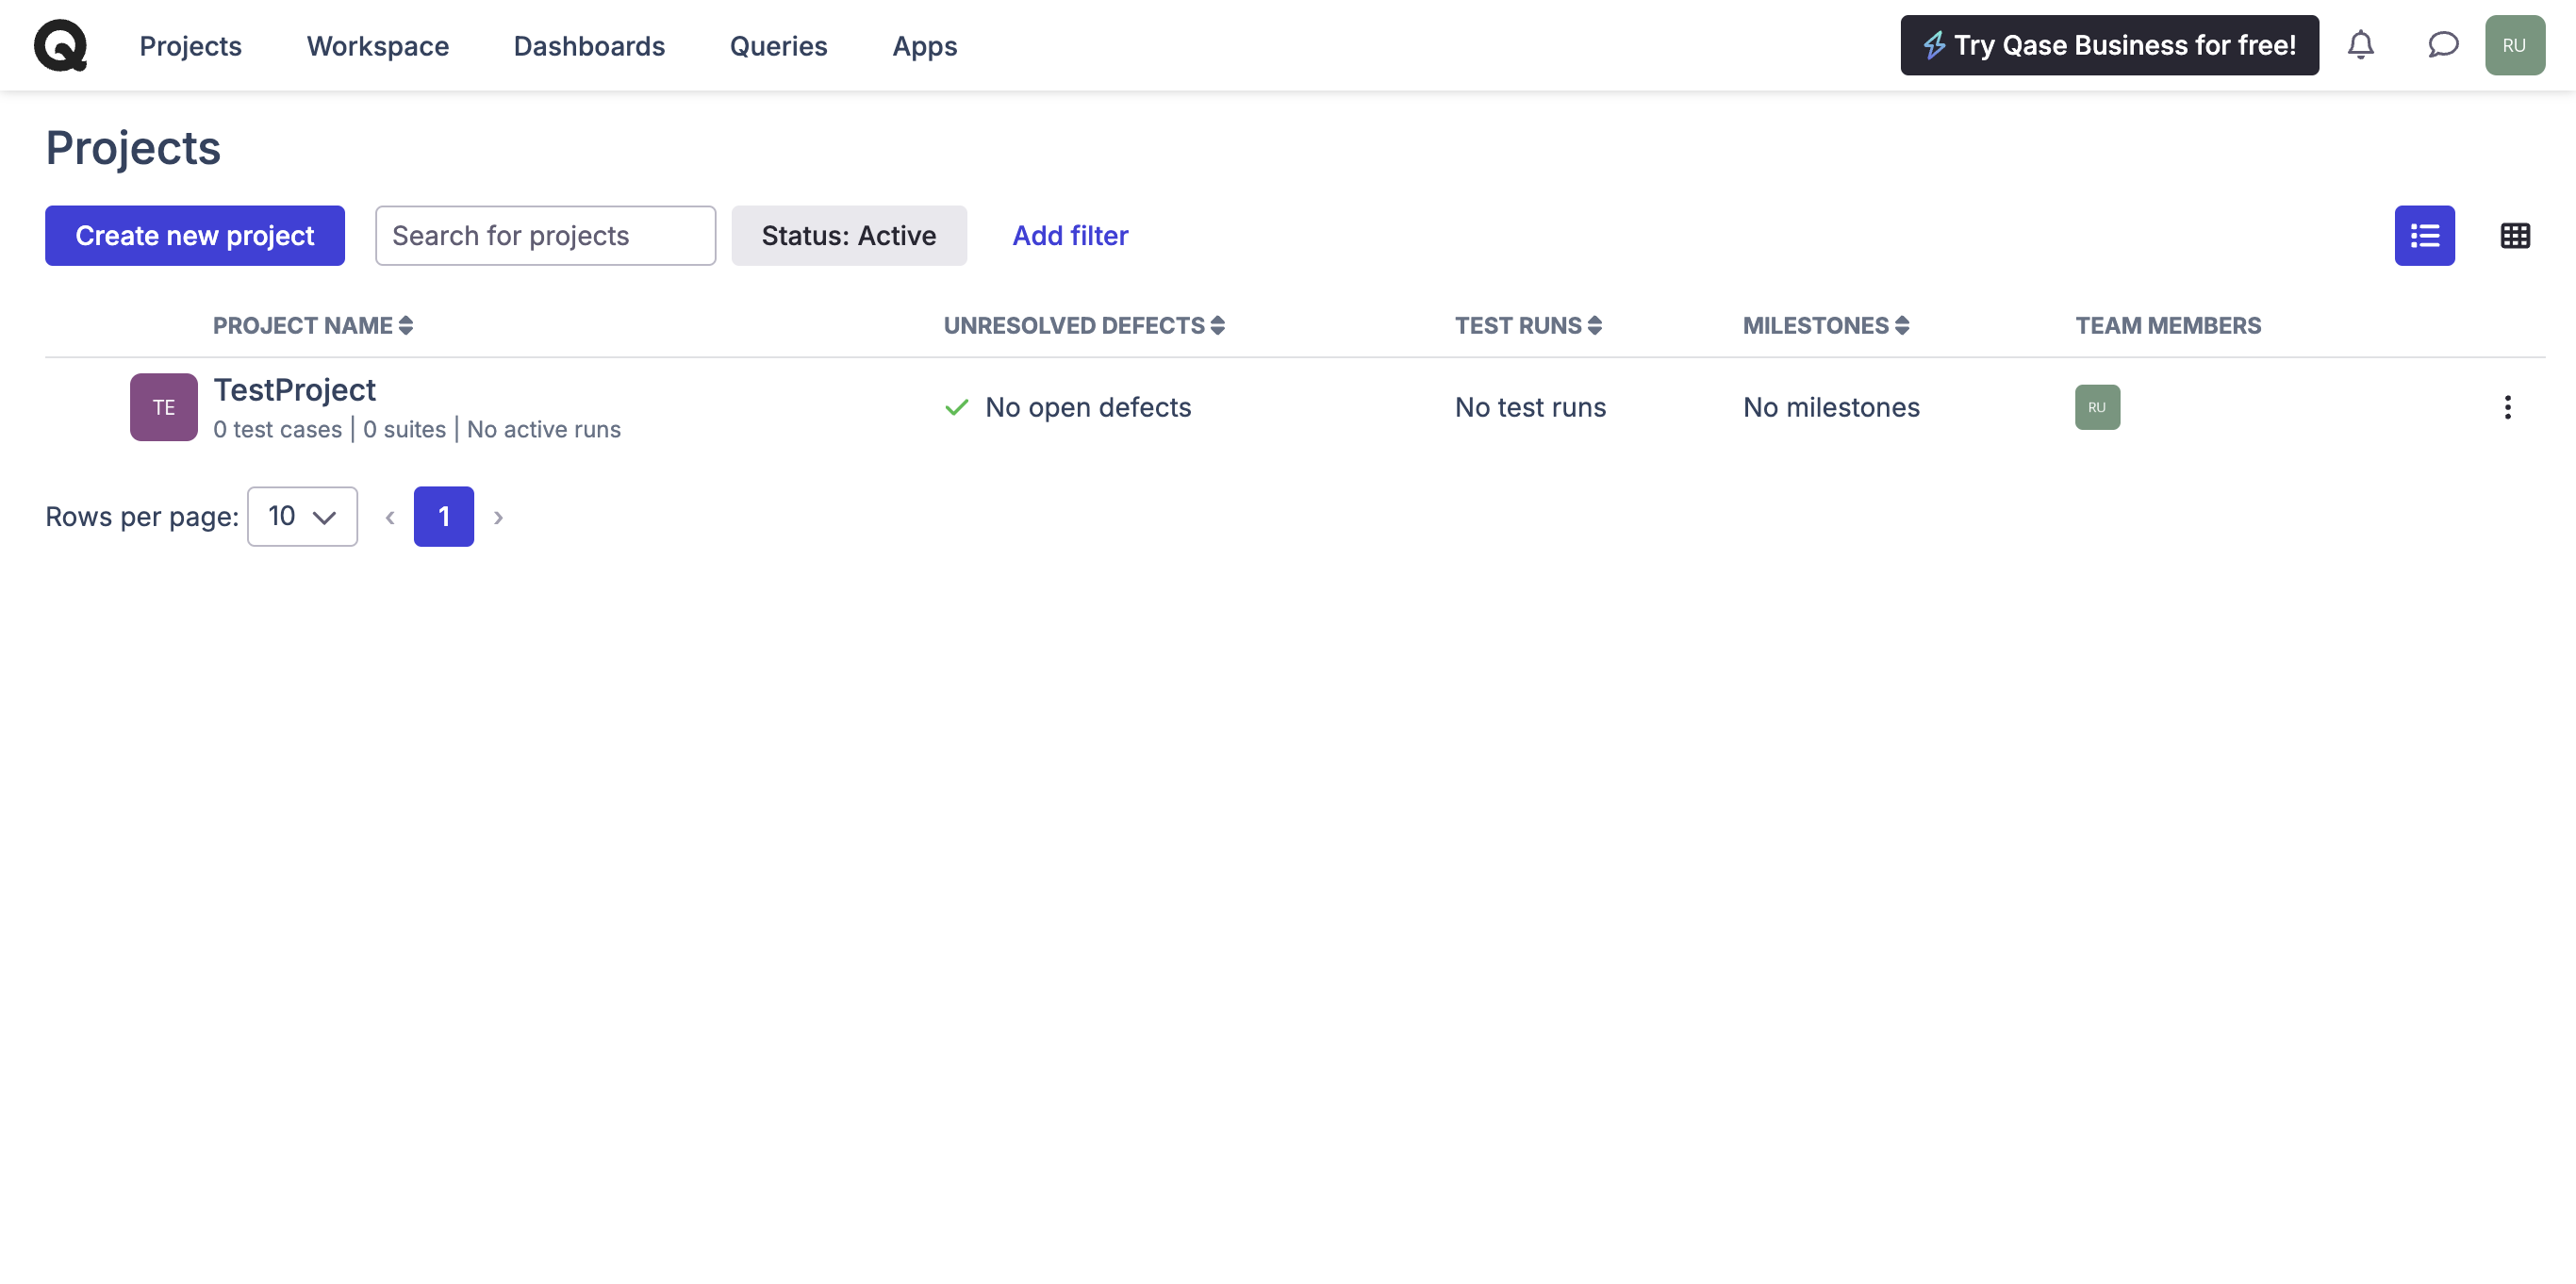 Projects Workspace Dashboards Queries Apps Try Qase Business for free! RU
Projects
Create new project Search for projects Status: Active Add filter
PROJECT NAME UNRESOLVED DEFECTS TEST RUNS MILESTONES TEAM MEMBERS
TE TestProject No open defects No test runs No milestones RU
0 test cases | 0 suites | No active runs
Rows per page: 10 ‹ 1 ›